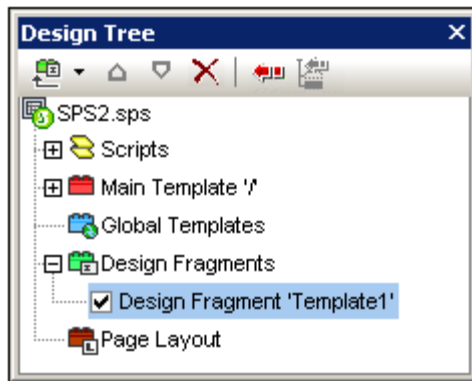 Design Tree
SPS2.sps
Scripts
Main Template '/'
Global Templates
Design Fragments
Design Fragment 'Template1'
Page Layout